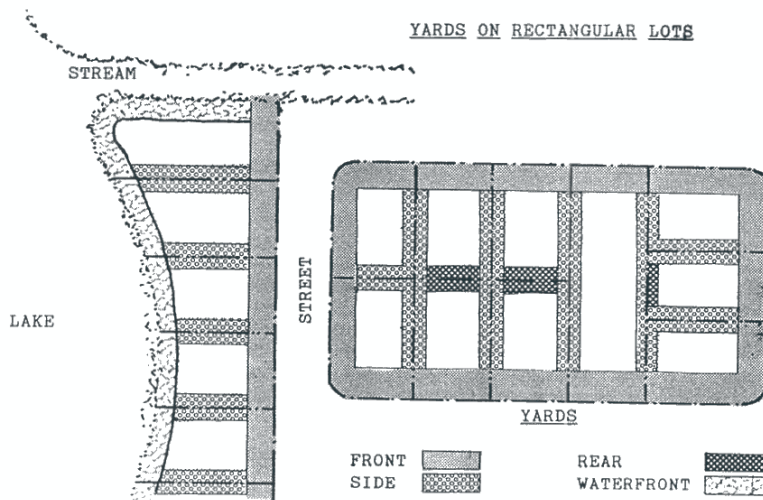 YARDS ON RECTANGULAR LOTS
STREAM
STREET
LAKE
YARDS
FRONT
REAR
SIDE
WATERFRONT